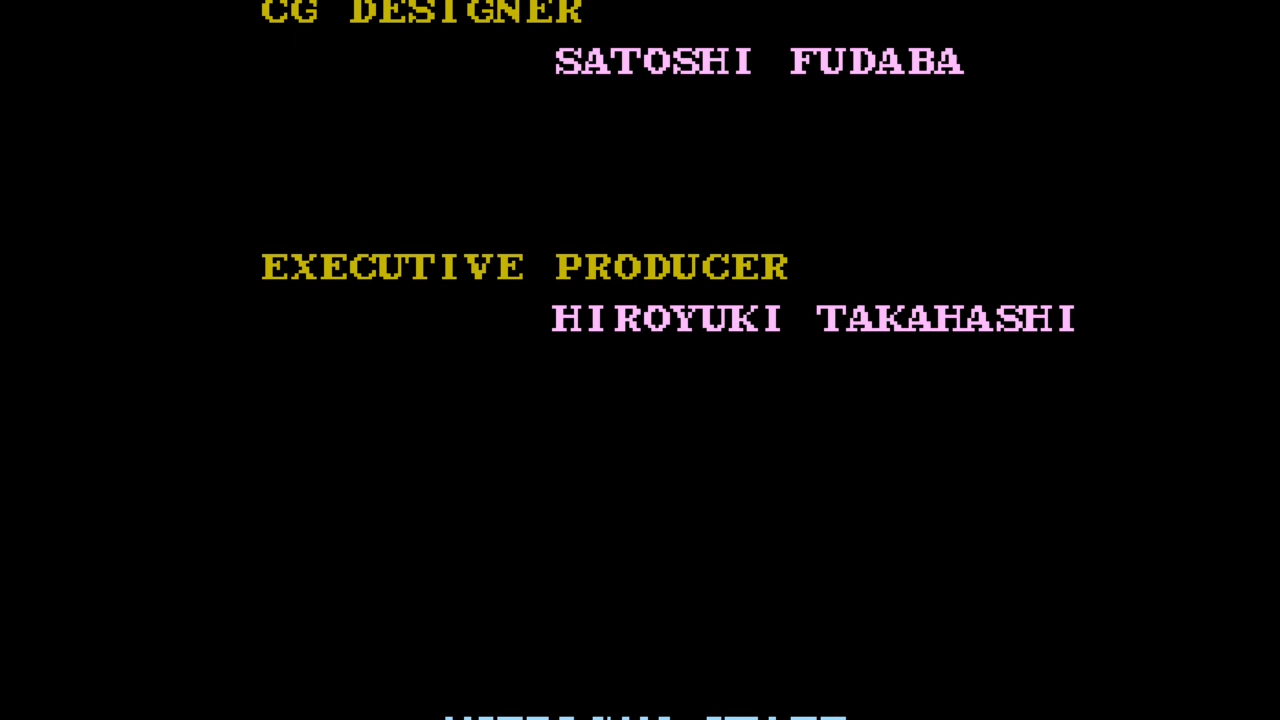 CG DESIGNER
SATOSHI FUDABA
EXECUTIVE PRODUCER
HIROYUKI TAKAHASHI